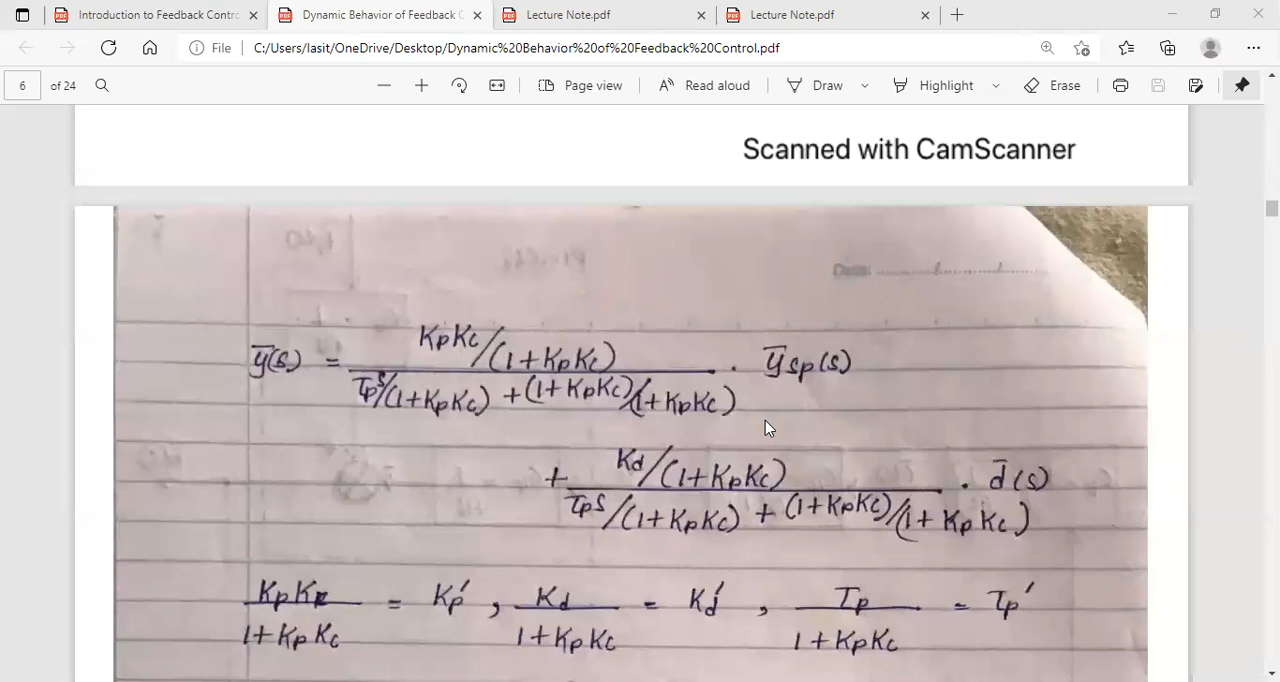 Introduction to Feedback Contro
Dynamic Behavior of Feedback C
Lecture Note.pdf
Lecture Note.pdf
File
C:/Users/lasit/OneDrive/Desktop/Dynamic%20Behavior%20of%20Feedback%20Control.pdf
6 of 24
Page view
Read aloud
Draw
Highlight
Erase
Scanned with CamScanner
Date:
ȳ(s) = KpKc/(1+KpKc) / τps/(1+KpKc) + (1+KpKc)/(1+KpKc) . ȳsp(s)
+ Kd/(1+KpKc) / τps/(1+KpKc) + (1+KpKc)/(1+KpKc) . d̄(s)
KpKc / 1+KpKc = Kp', Kd / 1+KpKc = Kd', τp / 1+KpKc = τp'